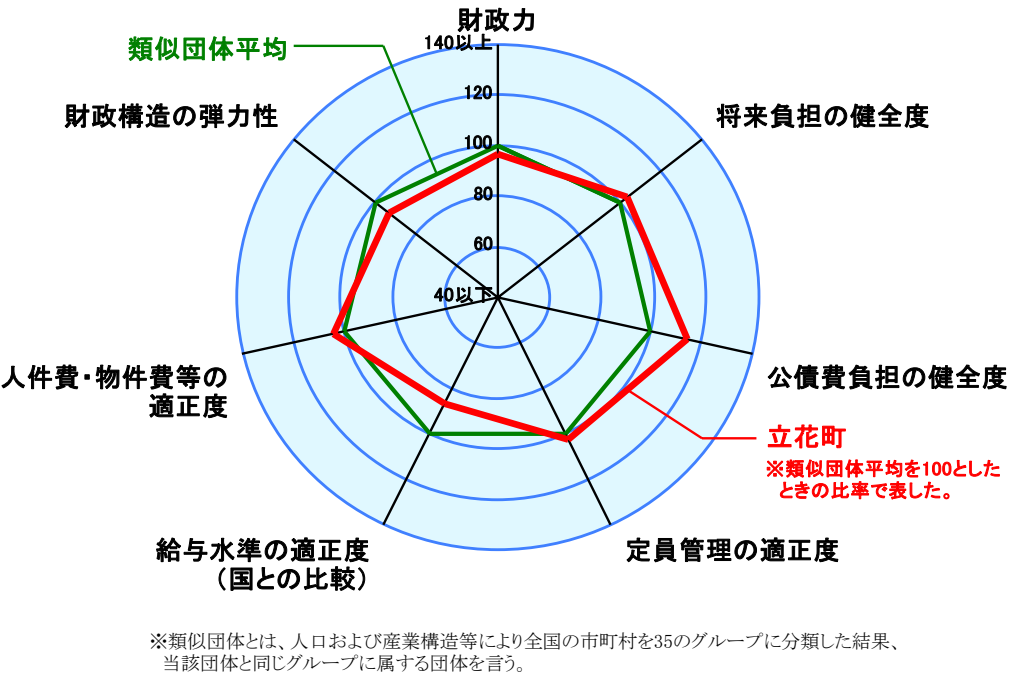 財政力
類似団体平均
140以上
120
100
80
60
40以下
財政構造の弾力性
将来負担の健全度
人件費・物件費等の
適正度
公債費負担の健全度
立花町
※類似団体平均を100とした
ときの比率で表した。
給与水準の適正度
（国との比較）
定員管理の適正度
※類似団体とは、人口および産業構造等により全国の市町村を35のグループに分類した結果、
当該団体と同じグループに属する団体を言う。